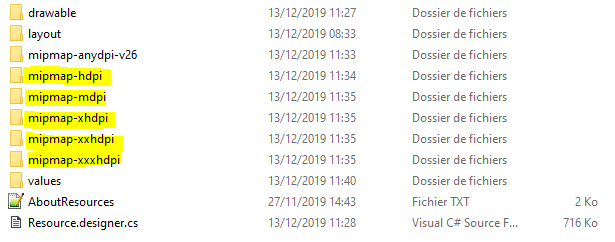 drawable 13/12/2019 11:27 Dossier de fichiers
layout 13/12/2019 08:33 Dossier de fichiers
mipmap-anydpi-v26 13/12/2019 11:33 Dossier de fichiers
mipmap-hdpi 13/12/2019 11:34 Dossier de fichiers
mipmap-mdpi 13/12/2019 11:35 Dossier de fichiers
mipmap-xhdpi 13/12/2019 11:35 Dossier de fichiers
mipmap-xxhdpi 13/12/2019 11:35 Dossier de fichiers
mipmap-xxxhdpi 13/12/2019 11:35 Dossier de fichiers
values 13/12/2019 11:40 Dossier de fichiers
AboutResources 27/11/2019 14:43 Fichier TXT 2 Ko
Resource.designer.cs 13/12/2019 11:28 Visual C# Source F... 716 Ko